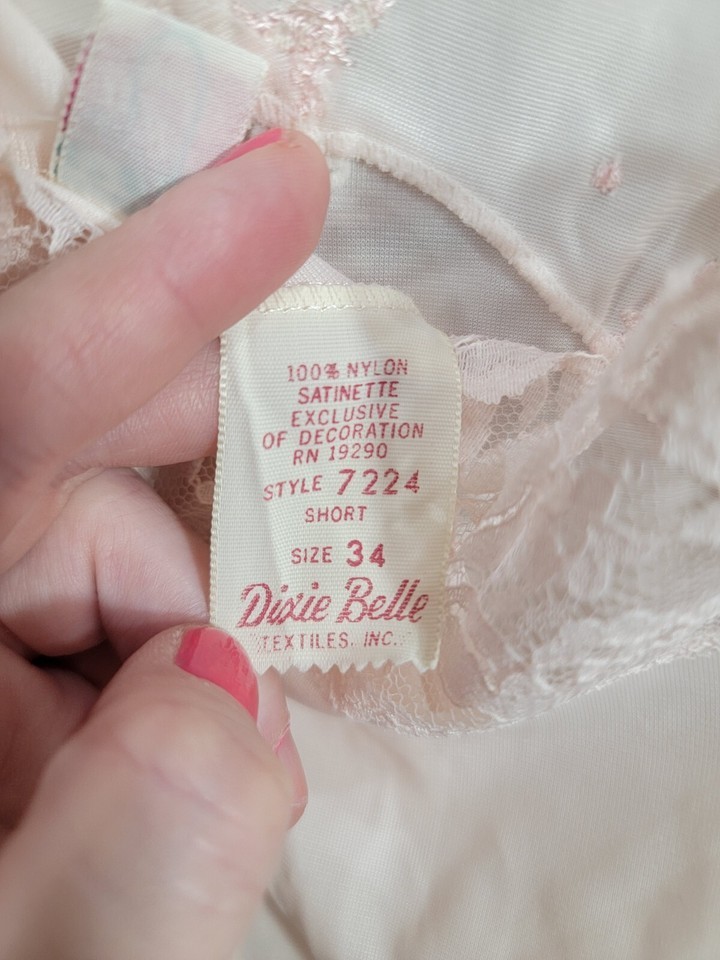 100% NYLON
SATINETTE
EXCLUSIVE
OF DECORATION
RN 19290
STYLE 7224
SHORT
SIZE 34
Dixie Belle
TEXTILES, INC.